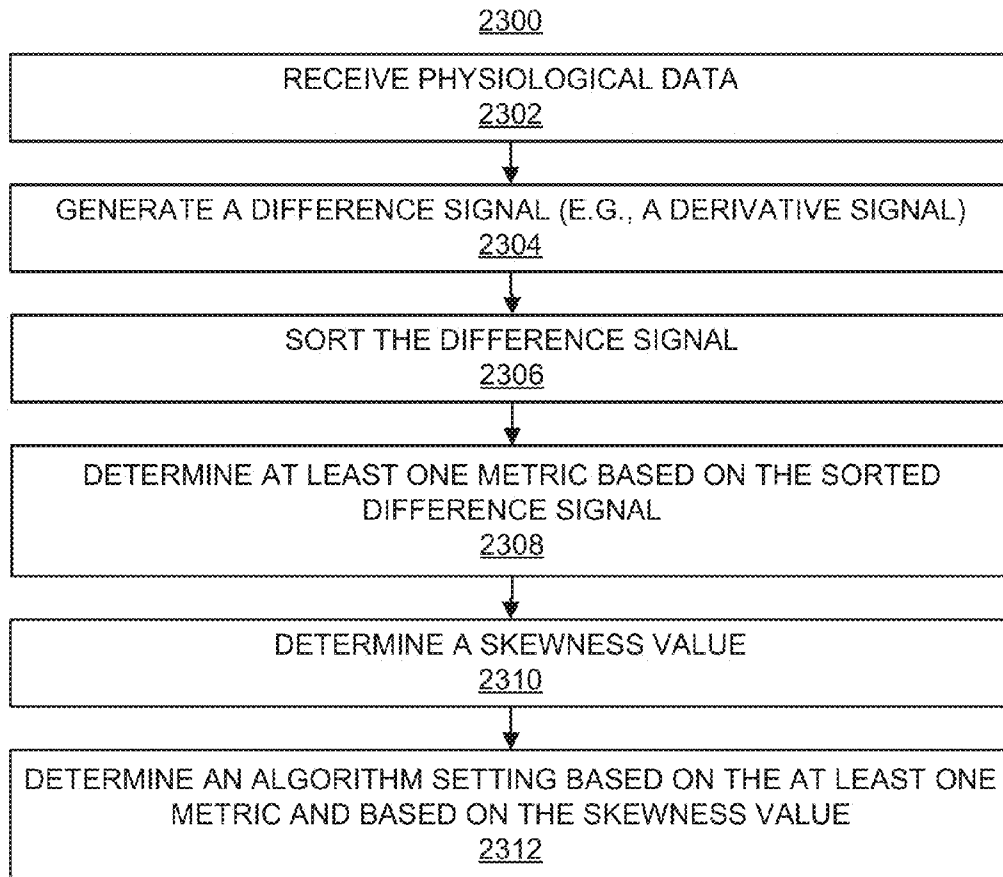 2300
RECEIVE PHYSIOLOGICAL DATA
2302
GENERATE A DIFFERENCE SIGNAL (E.G., A DERIVATIVE SIGNAL)
2304
SORT THE DIFFERENCE SIGNAL
2306
DETERMINE AT LEAST ONE METRIC BASED ON THE SORTED
DIFFERENCE SIGNAL
2308
DETERMINE A SKEWNESS VALUE
2310
DETERMINE AN ALGORITHM SETTING BASED ON THE AT LEAST ONE
METRIC AND BASED ON THE SKEWNESS VALUE
2312